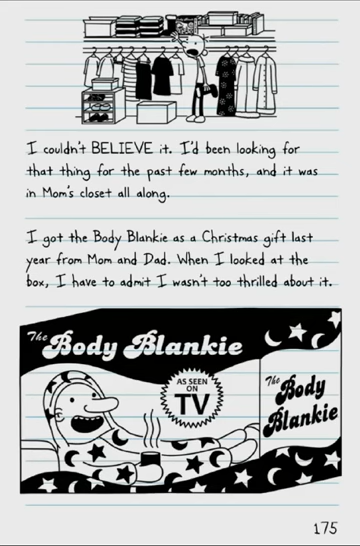 I couldn't BELIEVE it. I'd been looking for
that thing for the past few months, and it was
in Mom's closet all along.
I got the Body Blankie as a Christmas gift last
year from Mom and Dad. When I looked at the
box, I have to admit I wasn't too thrilled about it.
The Body Blankie
AS SEEN
ON
TV
The
Body
Blankie
175